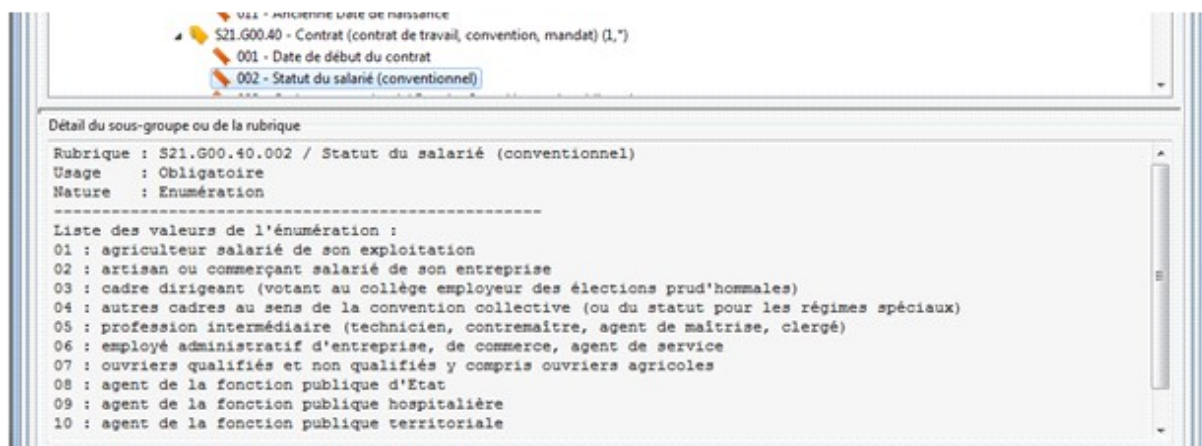 011 - Ancienne Date de naissance
S21.G00.40 - Contrat (contrat de travail, convention, mandat) (1,*)
001 - Date de début du contrat
002 - Statut du salarié (conventionnel)
Détail du sous-groupe ou de la rubrique
Rubrique : S21.G00.40.002 / Statut du salarié (conventionnel)
Usage : Obligatoire
Nature : Enumération
---------------------------------------------------
Liste des valeurs de l'énumération :
01 : agriculteur salarié de son exploitation
02 : artisan ou commerçant salarié de son entreprise
03 : cadre dirigeant (votant au collège employeur des élections prud'hommales)
04 : autres cadres au sens de la convention collective (ou du statut pour les régimes spéciaux)
05 : profession intermédiaire (technicien, contremaître, agent de maîtrise, clergé)
06 : employé administratif d'entreprise, de commerce, agent de service
07 : ouvriers qualifiés et non qualifiés y compris ouvriers agricoles
08 : agent de la fonction publique d'Etat
09 : agent de la fonction publique hospitalière
10 : agent de la fonction publique territoriale